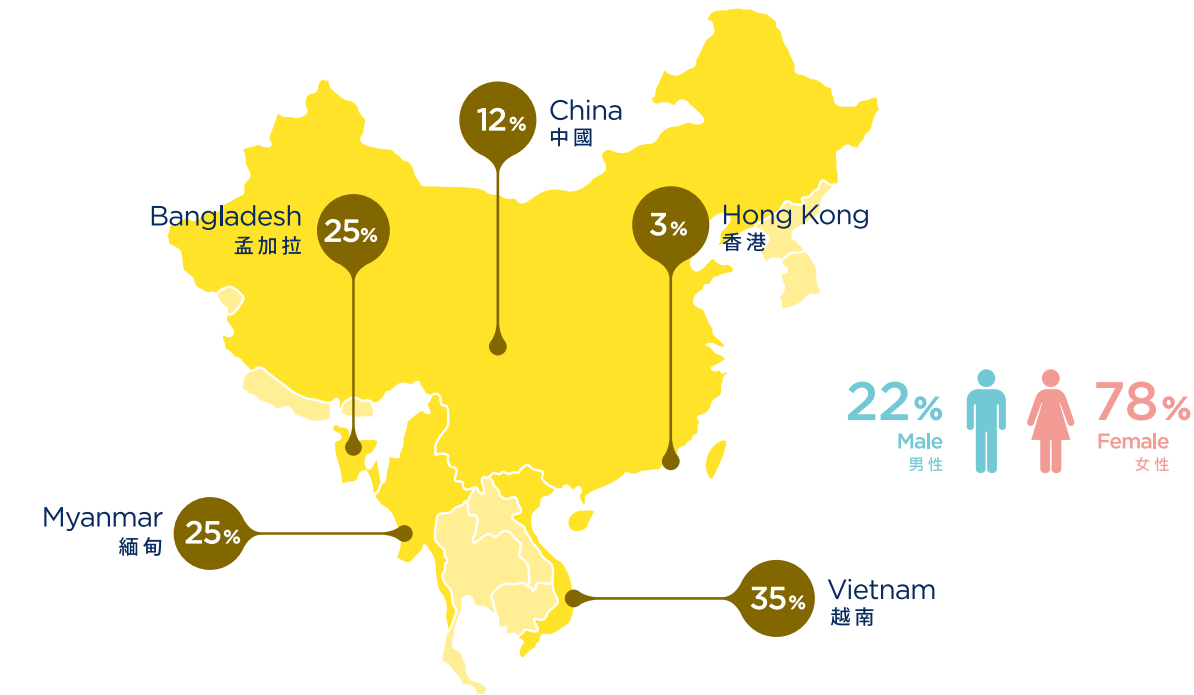 12%
China
中國
Bangladesh
孟加拉
25%
3%
Hong Kong
香港
22%
Male
男性
78%
Female
女性
Myanmar
緬甸
25%
35%
Vietnam
越南